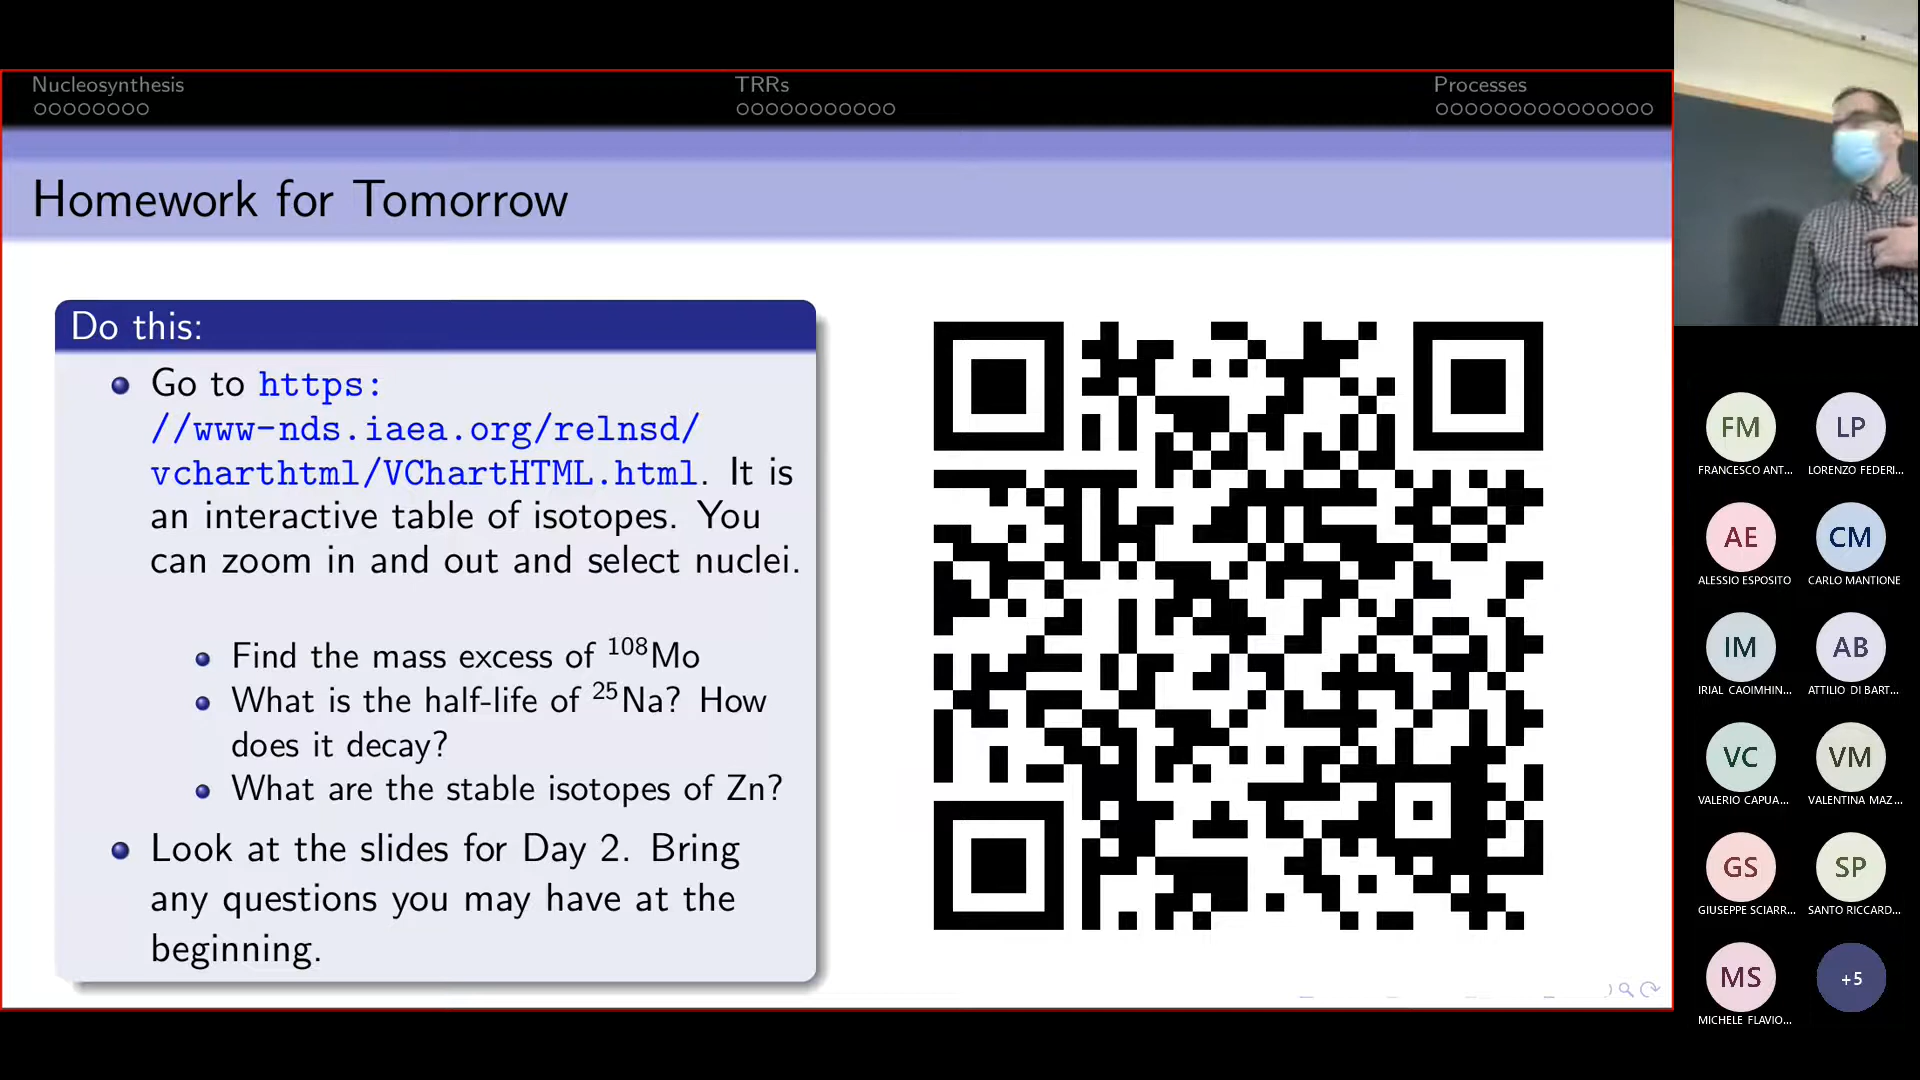 Nucleosynthesis
TRRs
Processes
Homework for Tomorrow
Do this:
Go to https:
//www-nds.iaea.org/relnsd/
vcharthtml/VChartHTML.html. It is
an interactive table of isotopes. You
can zoom in and out and select nuclei.
Find the mass excess of ¹⁰⁸Mo
What is the half-life of ²⁵Na? How
does it decay?
What are the stable isotopes of Zn?
Look at the slides for Day 2. Bring
any questions you may have at the
beginning.
FM
LP
FRANCESCO ANT...
LORENZO FEDERI...
AE
CM
ALESSIO ESPOSITO
CARLO MANTIONE
IM
AB
IRIAL CAOIMHIN...
ATTILIO DI BART...
VC
VM
VALERIO CAPUA...
VALENTINA MAZ...
GS
SP
GIUSEPPE SCIARR...
SANTO RICCARD...
MS
+5
MICHELE FLAVIO...